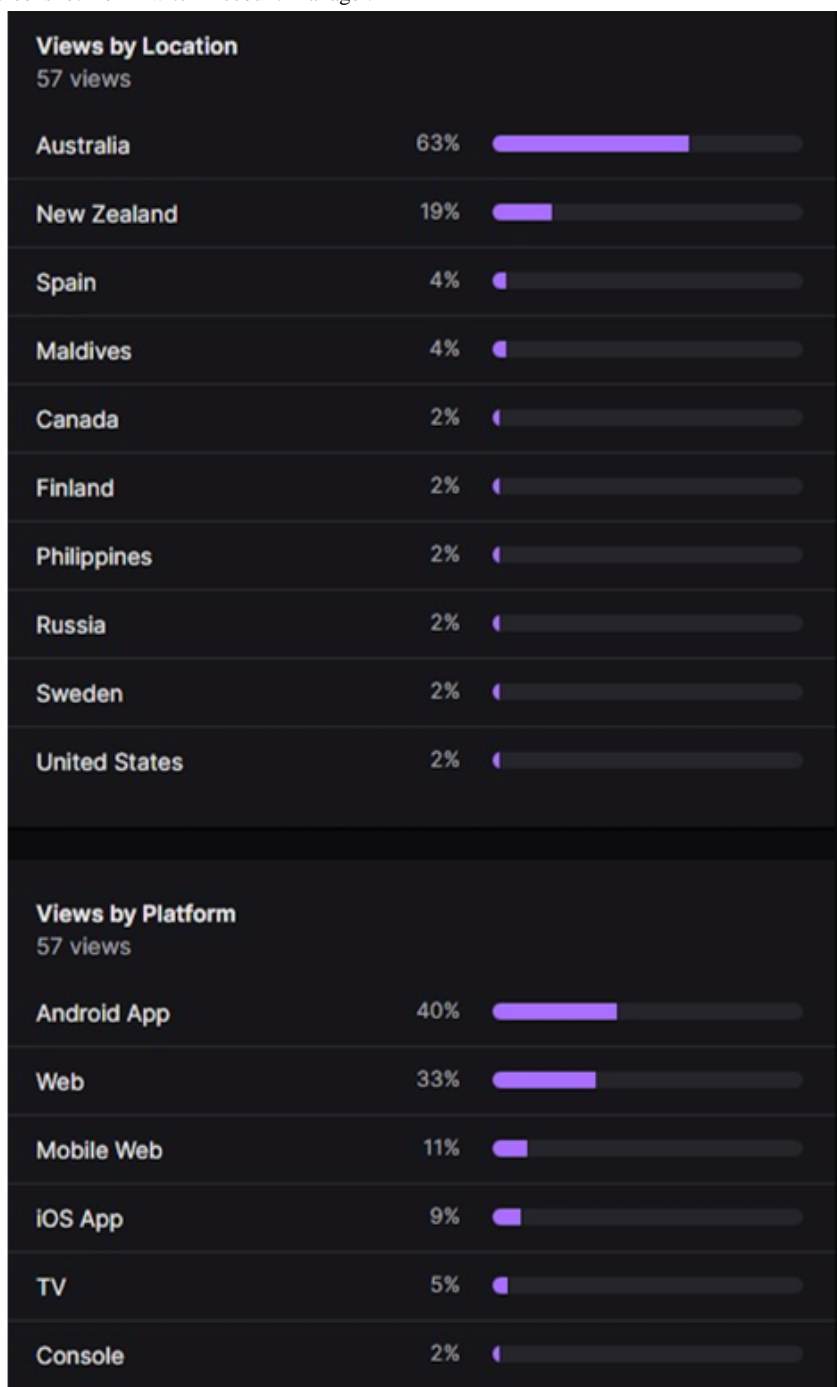 Views by Location
57 views
Australia 63%
New Zealand 19%
Spain 4%
Maldives 4%
Canada 2%
Finland 2%
Philippines 2%
Russia 2%
Sweden 2%
United States 2%
Views by Platform
57 views
Android App 40%
Web 33%
Mobile Web 11%
iOS App 9%
TV 5%
Console 2%